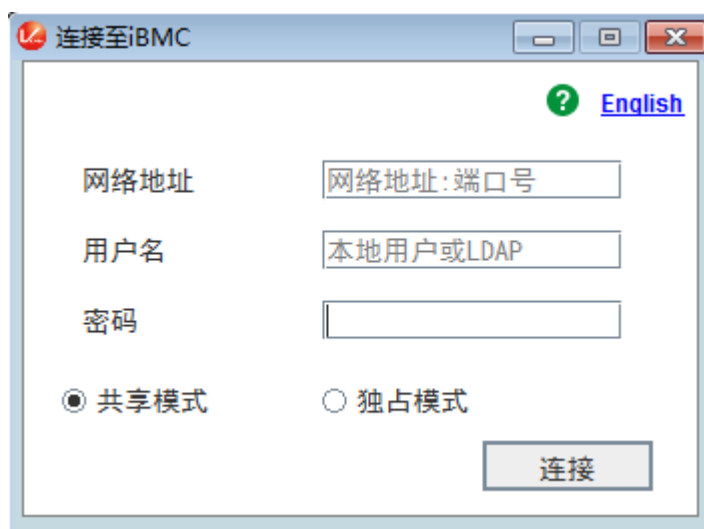 连接至iBMC
? English
网络地址 网络地址:端口号
用户名 本地用户或LDAP
密码
共享模式 独占模式
连接